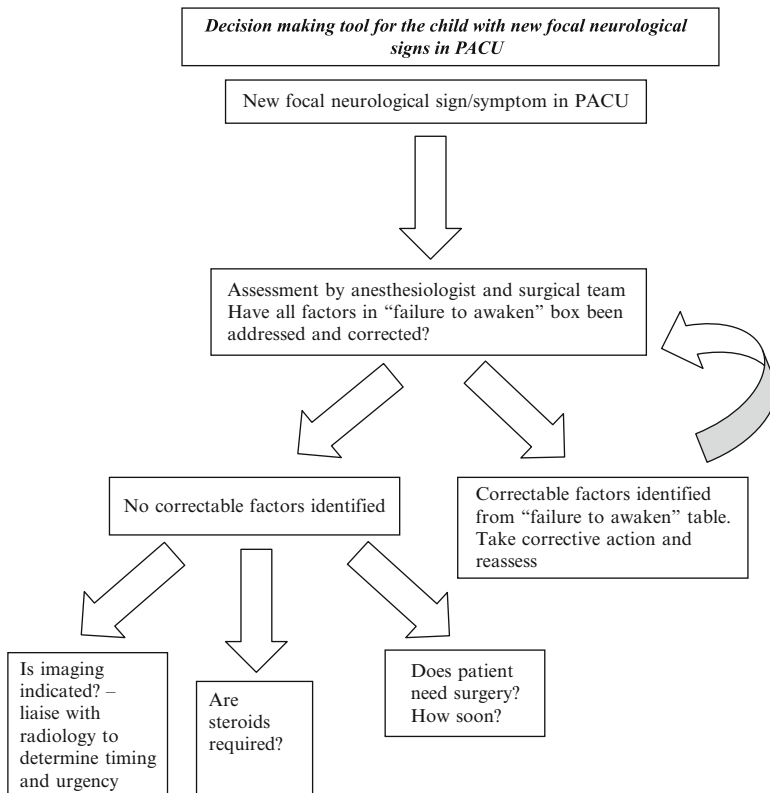 Decision making tool for the child with new focal neurological
signs in PACU
New focal neurological sign/symptom in PACU
Assessment by anesthesiologist and surgical team
Have all factors in “failure to awaken” box been
addressed and corrected?
No correctable factors identified
Correctable factors identified
from “failure to awaken” table.
Take corrective action and
reassess
Is imaging
indicated? –
liaise with
radiology to
determine timing
and urgency
Are
steroids
required?
Does patient
need surgery?
How soon?